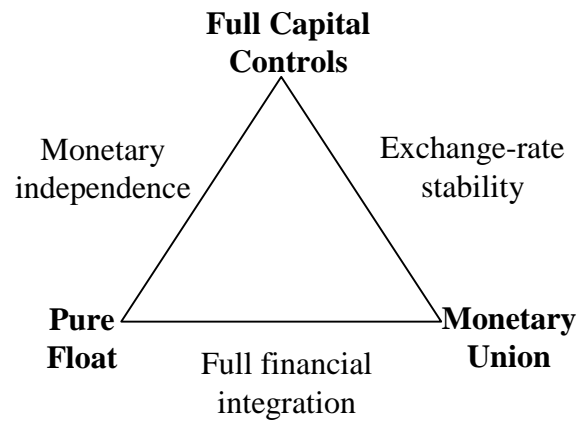 Full Capital
Controls
Monetary
independence
Exchange-rate
stability
Pure
Float
Monetary
Union
Full financial
integration